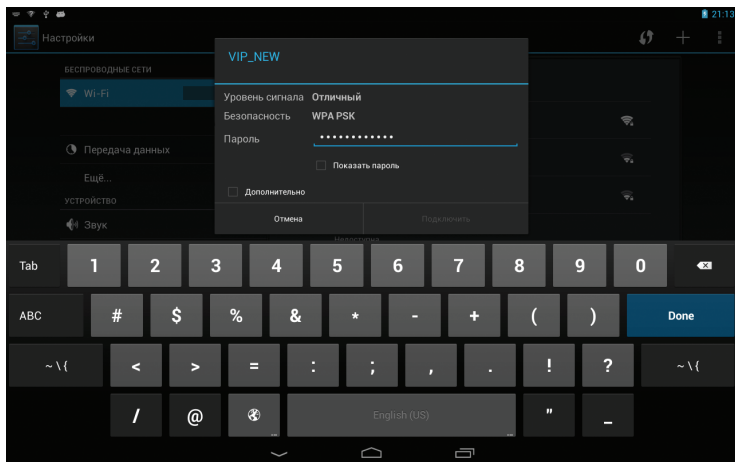 21:13
Настройки
VIP_NEW
БЕСПРОВОДНЫЕ СЕТИ
Wi-Fi
Уровень сигнала Отличный
Безопасность WPA PSK
Пароль ••••••••••••
Показать пароль
Передача данных
Ещё...
Дополнительно
УСТРОЙСТВО
Отмена Подключить
Звук
Недоступна
Tab 1 2 3 4 5 6 7 8 9 0
ABC # $ % & * - + ( ) Done
~ \ { < > = : ; , . ! ? ~ \ {
/ @ English (US) " _